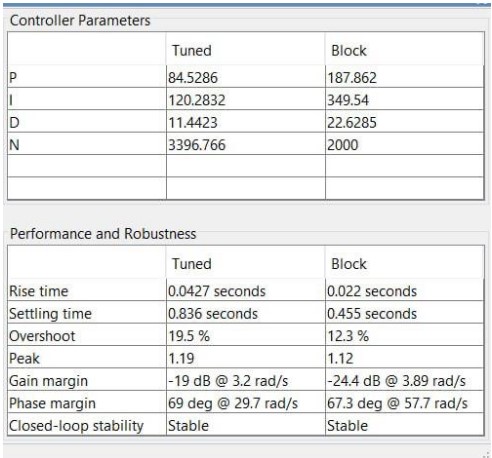 Controller Parameters
Tuned Block
P 84.5286 187.862
I 120.2832 349.54
D 11.4423 22.6285
N 3396.766 2000
Performance and Robustness
Tuned Block
Rise time 0.0427 seconds 0.022 seconds
Settling time 0.836 seconds 0.455 seconds
Overshoot 19.5 % 12.3 %
Peak 1.19 1.12
Gain margin -19 dB @ 3.2 rad/s -24.4 dB @ 3.89 rad/s
Phase margin 69 deg @ 29.7 rad/s 67.3 deg @ 57.7 rad/s
Closed-loop stability Stable Stable